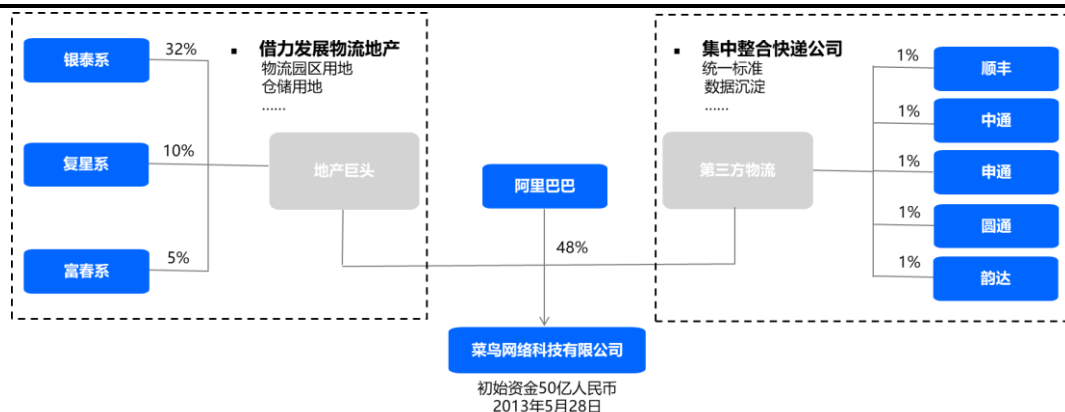 银泰系
32%
复星系
10%
富春系
5%
▪ 借力发展物流地产
物流园区用地
仓储用地
……
地产巨头
阿里巴巴
48%
▪ 集中整合快递公司
统一标准
数据沉淀
……
第三方物流
1%
顺丰
1%
中通
1%
申通
1%
圆通
1%
韵达
菜鸟网络科技有限公司
初始资金50亿人民币
2013年5月28日